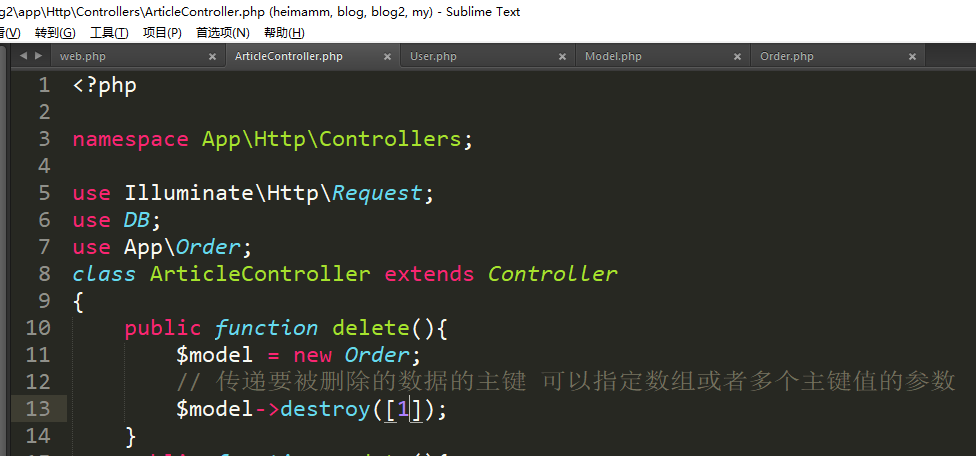 g2\app\Http\Controllers\ArticleController.php (heimamm, blog, blog2, my) - Sublime Text
看(V) 转到(G) 工具(T) 项目(P) 首选项(N) 帮助(H)
web.php × ArticleController.php × User.php × Model.php × Order.php ×
1 <?php
2
3 namespace App\Http\Controllers;
4
5 use Illuminate\Http\Request;
6 use DB;
7 use App\Order;
8 class ArticleController extends Controller
9 {
10 public function delete(){
11 $model = new Order;
12 // 传递要被删除的数据的主键 可以指定数组或者多个主键值的参数
13 $model->destroy([1]);
14 }